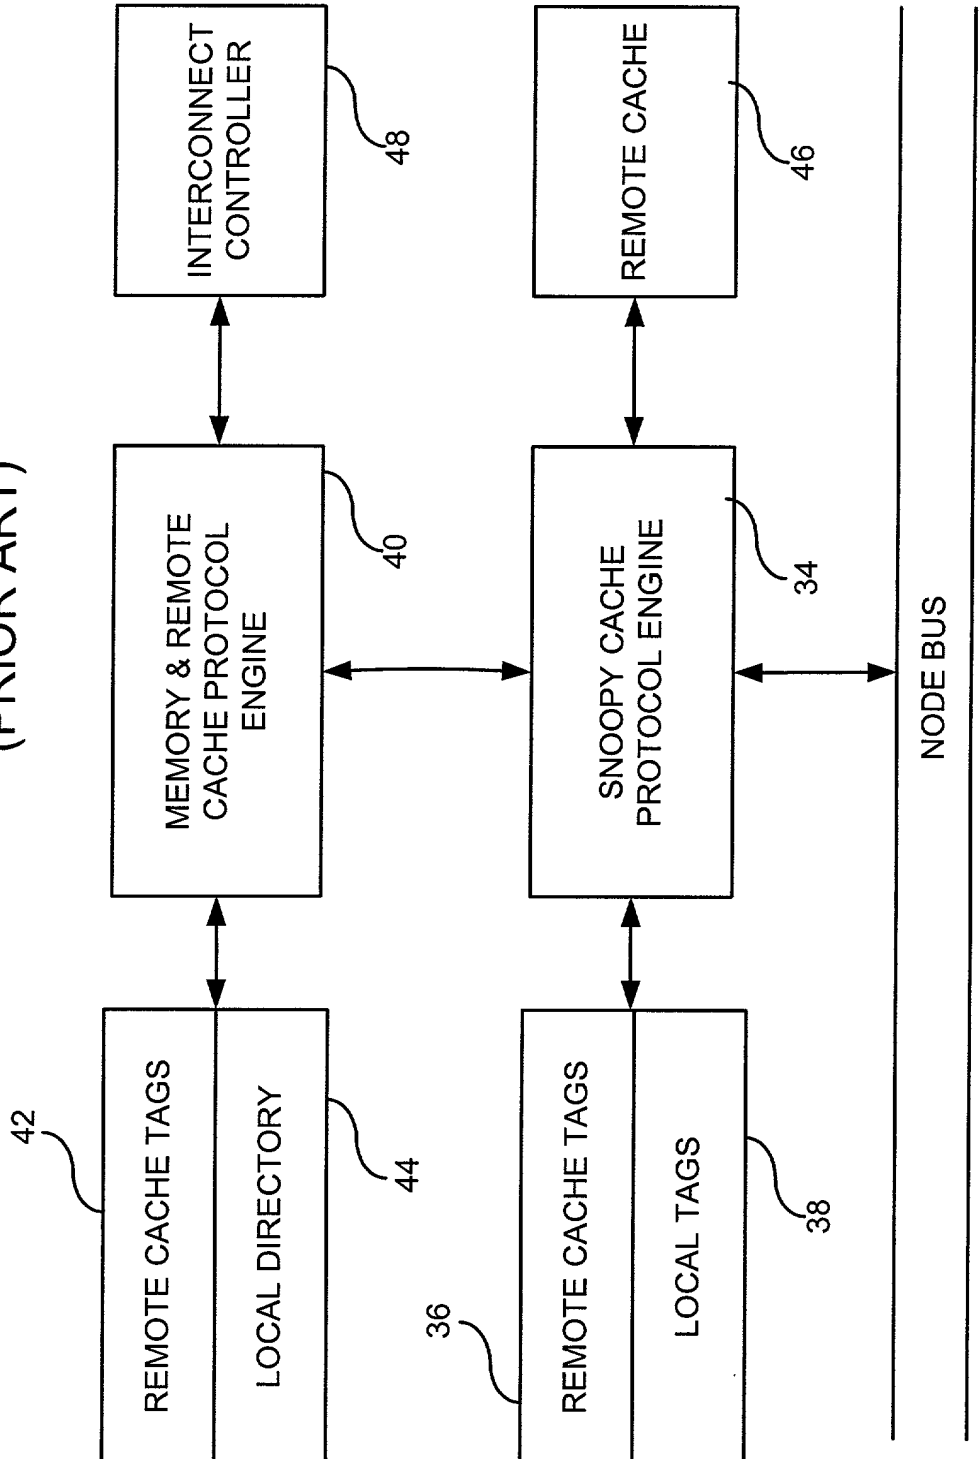 (PRIOR ART)
42
REMOTE CACHE TAGS
LOCAL DIRECTORY
44
MEMORY & REMOTE
CACHE PROTOCOL
ENGINE
40
INTERCONNECT
CONTROLLER
48
36
REMOTE CACHE TAGS
LOCAL TAGS
38
SNOOPY CACHE
PROTOCOL ENGINE
34
REMOTE CACHE
46
NODE BUS